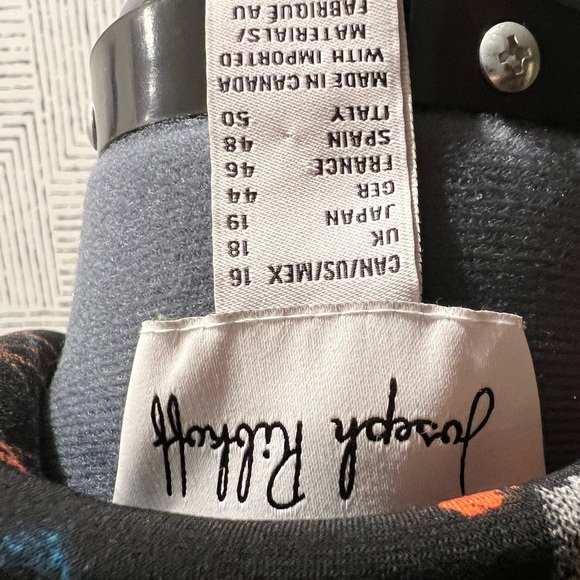 Joseph Ribkoff
CAN/US/MEX 16
UK 18
JAPAN 19
GER 44
FRANCE 46
SPAIN 48
ITALY 50
MADE IN CANADA
WITH IMPORTED
MATERIALS/
FABRIQUÉ AU